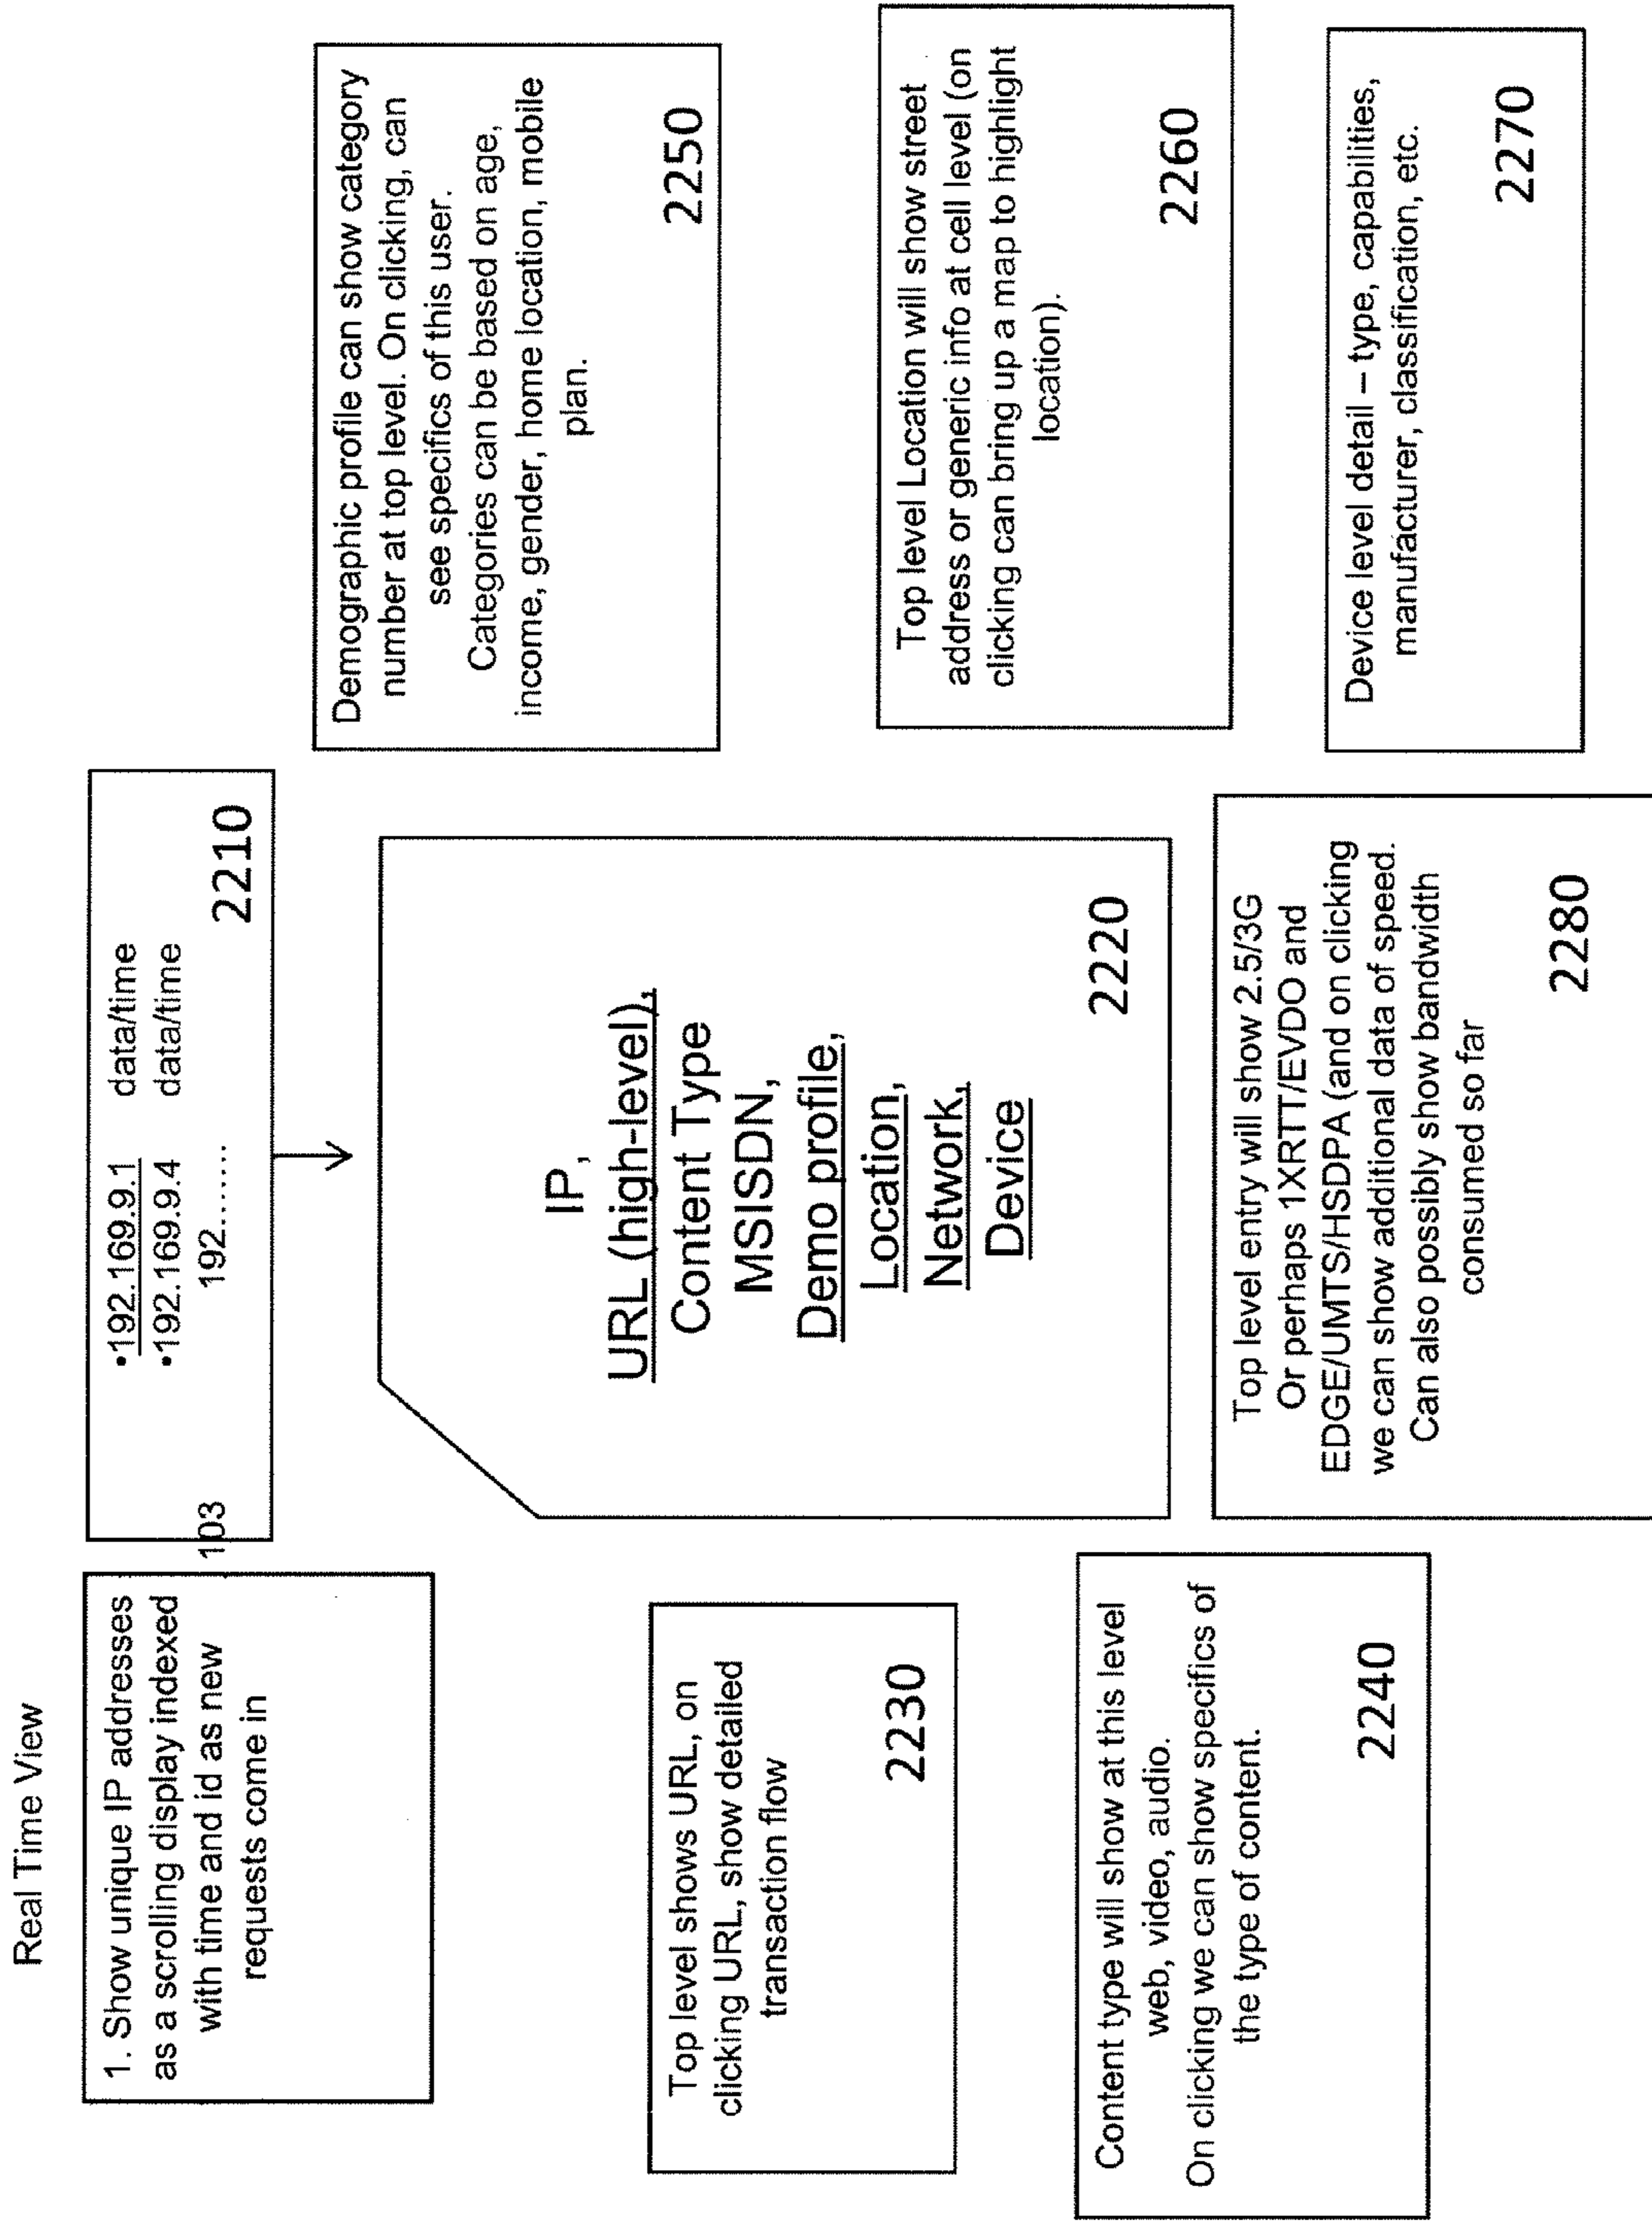 Real Time View
1. Show unique IP addresses
as a scrolling display indexed
with time and id as new
requests come in
•192.169.9.1 data/time
•192.169.9.4 data/time
103 192....... 2210
Demographic profile can show category
number at top level. On clicking, can
see specifics of this user.
Categories can be based on age,
income, gender, home location, mobile
plan.
2250
IP,
URL (high-level),
Content Type
MSISDN,
Demo profile,
Location,
Network,
Device
2220
Top level shows URL, on
clicking URL, show detailed
transaction flow
2230
Top level Location will show street
address or generic info at cell level (on
clicking can bring up a map to highlight
location).
2260
Content type will show at this level
web, video, audio.
On clicking we can show specifics of
the type of content.
2240
Top level entry will show 2.5/3G
Or perhaps 1XRTT/EVDO and
EDGE/UMTS/HSDPA (and on clicking
we can show additional data of speed.
Can also possibly show bandwidth
consumed so far
2280
Device level detail – type, capabilities,
manufacturer, classification, etc.
2270